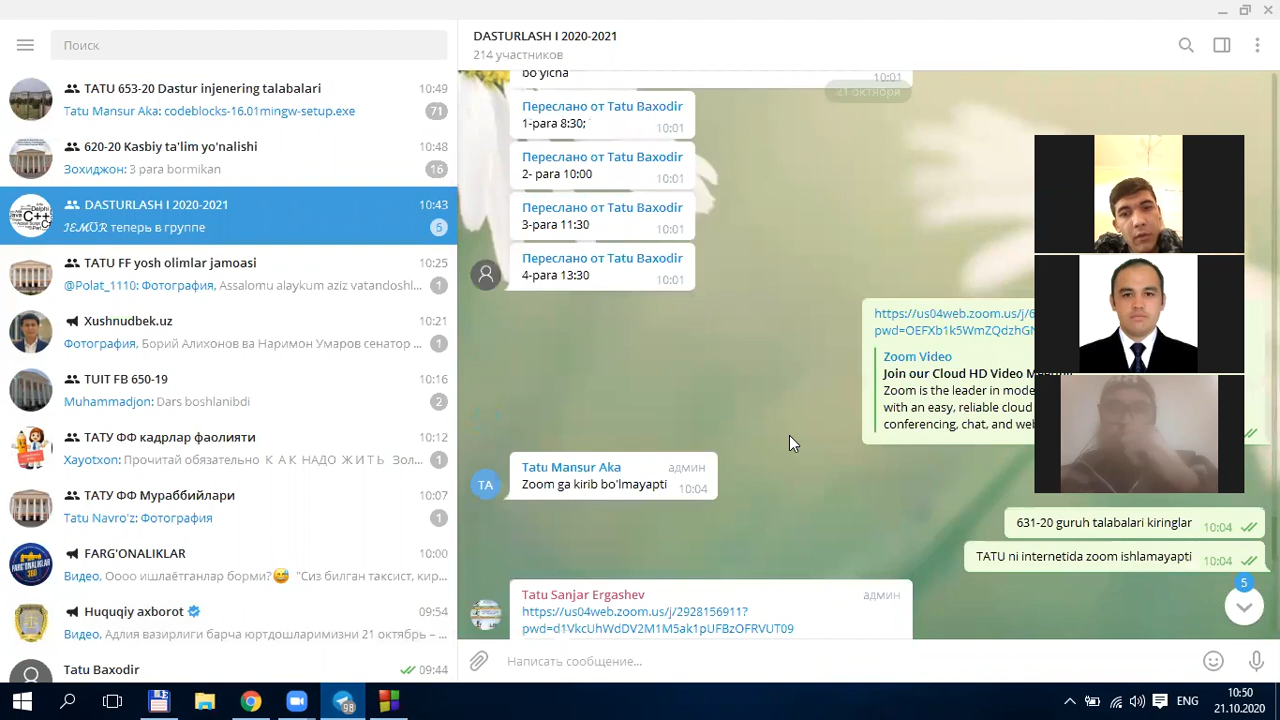 Поиск
TATU 653-20 Dastur injenering talabalari 10:49
Tatu Mansur Aka: codeblocks-16.01mingw-setup.exe 71
620-20 Kasbiy ta'lim yo'nalishi 10:48
Зохиджон: 3 para bormikan 16
DASTURLASH I 2020-2021 10:43
теперь в группе 5
TATU FF yosh olimlar jamoasi 10:25
@Polat_1110: Фотография, Assalomu alaykum aziz vatandoshl... 1
Xushnudbek.uz 10:21
Фотография, Борий Алихонов ва Наримон Умаров сенатор ... 1
TUIT FB 650-19 10:16
Muhammadjon: Dars boshlanibdi 2
ТАТУ ФФ кадрлар фаолияти 10:12
Xayotxon: Прочитай обязательно К А К НАДО Ж И Т Ь Зол... 1
ТАТУ ФФ Мураббийлари 10:07
Tatu Navro'z: Фотография 1
FARG'ONALIKLAR 10:00
Видео, Оооо ишлаётганлар борми? "Сиз билган таксист, кир...
Huquqiy axborot 09:54
Видео, Адлия вазирлиги барча юртдошларимизни 21 октябрь – ...
Tatu Baxodir 09:44
DASTURLASH I 2020-2021
214 участников
bo'yicha 10:01
21 октября
Переслано от Tatu Baxodir
1-para 8:30; 10:01
Переслано от Tatu Baxodir
2- para 10:00 10:01
Переслано от Tatu Baxodir
3-para 11:30 10:01
Переслано от Tatu Baxodir
4-para 13:30 10:01
https://us04web.zoom.us/j/6
pwd=OEFXb1k5WmZQdzhGN
Zoom Video
Join our Cloud HD Video Meeting
Zoom is the leader in mode
with an easy, reliable cloud
conferencing, chat, and web
TA
Tatu Mansur Aka админ
Zoom ga kirib bo'lmayapti 10:04
631-20 guruh talabalari kiringlar 10:04
TATU ni internetida zoom ishlamayapti 10:04
Tatu Sanjar Ergashev админ
https://us04web.zoom.us/j/2928156911?
pwd=d1VkcUhWdDV2M1M5ak1pUFBzOFRVUT09
5
Написать сообщение...
98
ENG
10:50
21.10.2020